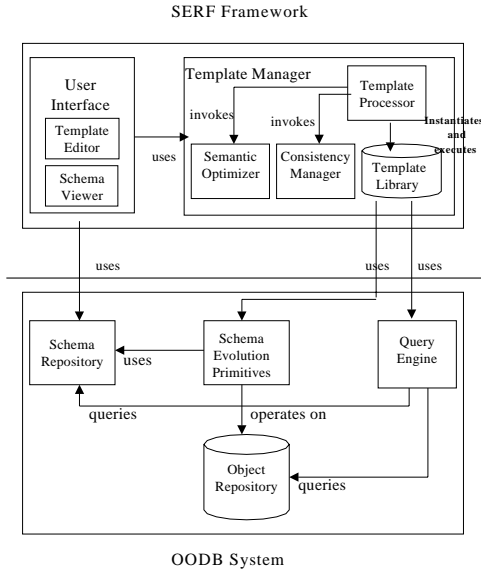 SERF Framework
User
Interface
Template
Editor
Schema
Viewer
uses
Template Manager
Template
Processor
invokes
invokes
Instantiates
and
executes
Semantic
Optimizer
Consistency
Manager
Template
Library
uses
uses
uses
Schema
Repository
uses
Schema
Evolution
Primitives
Query
Engine
queries
operates on
Object
Repository
queries
OODB System